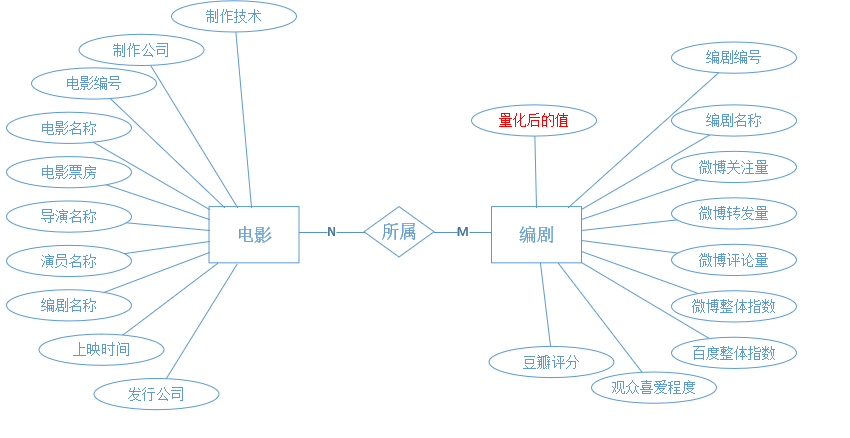 制作技术
制作公司
电影编号
电影名称
电影票房
导演名称
演员名称
编剧名称
上映时间
发行公司
电影
N
所属
M
编剧
量化后的值
编剧编号
编剧名称
微博关注量
微博转发量
微博评论量
微博整体指数
百度整体指数
观众喜爱程度
豆瓣评分